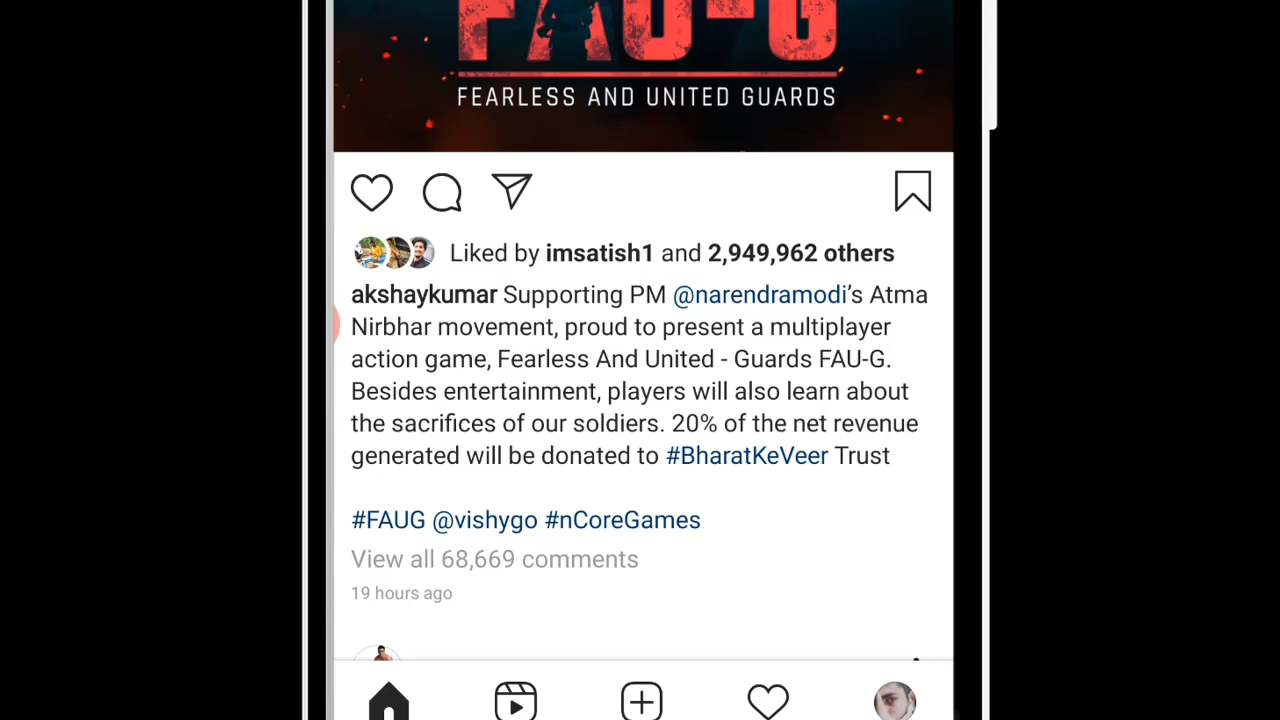 FAU-G
FEARLESS AND UNITED GUARDS
Liked by imsatish1 and 2,949,962 others
akshaykumar Supporting PM @narendramodi’s Atma
Nirbhar movement, proud to present a multiplayer
action game, Fearless And United - Guards FAU-G.
Besides entertainment, players will also learn about
the sacrifices of our soldiers. 20% of the net revenue
generated will be donated to #BharatKeVeer Trust
#FAUG @vishygo #nCoreGames
View all 68,669 comments
19 hours ago